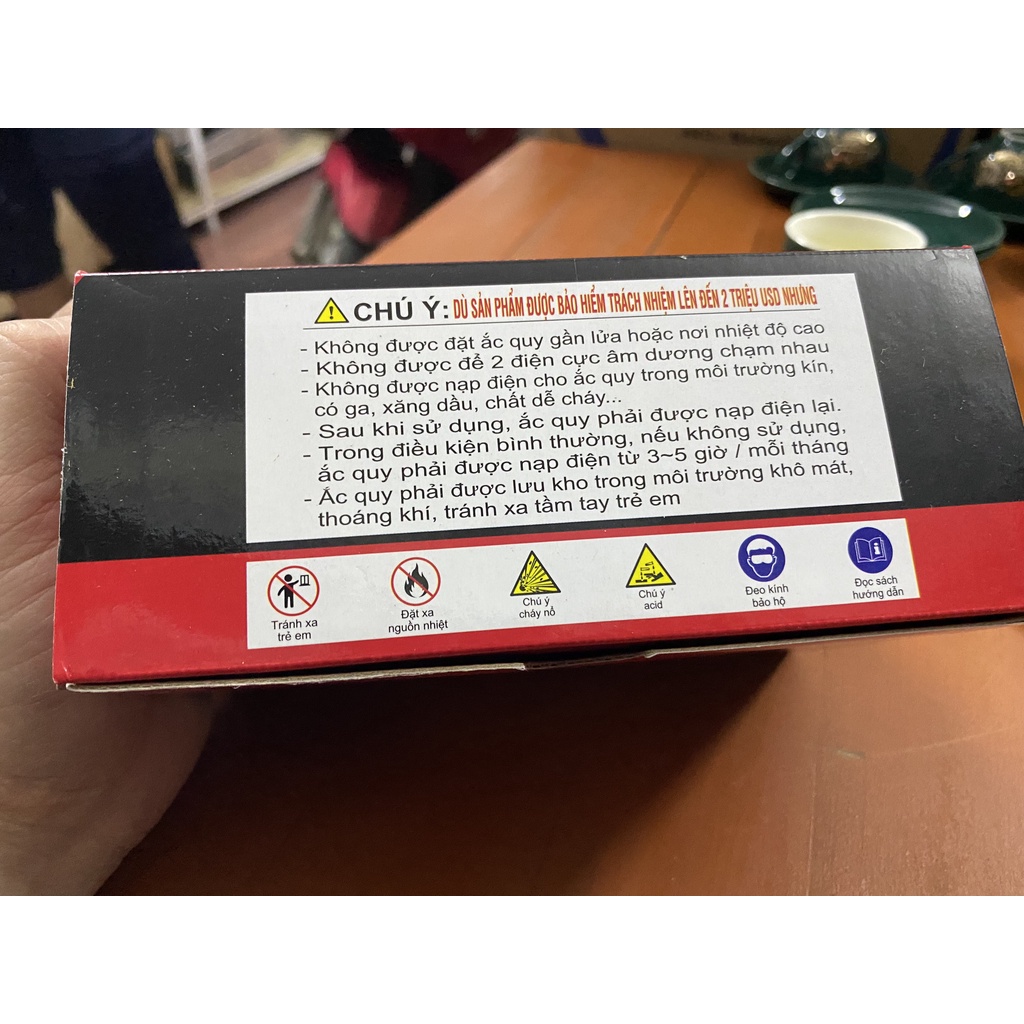 CHÚ Ý: DÙ SẢN PHẨM ĐƯỢC BẢO HIỂM TRÁCH NHIỆM LÊN ĐẾN 2 TRIỆU USD NHƯNG
- Không được đặt ắc quy gần lửa hoặc nơi nhiệt độ cao
- Không được để 2 điện cực âm dương chạm nhau
- Không được nạp điện cho ắc quy trong môi trường kín,
có ga, xăng dầu, chất dễ cháy...
- Sau khi sử dụng, ắc quy phải được nạp điện lại.
- Trong điều kiện bình thường, nếu không sử dụng,
ắc quy phải được nạp điện từ 3~5 giờ / mỗi tháng
- Ắc quy phải được lưu kho trong môi trường khô mát,
thoáng khí, tránh xa tầm tay trẻ em
Tránh xa
trẻ em
Đặt xa
nguồn nhiệt
Chú ý
cháy nổ
Chú ý
acid
Đeo kính
bảo hộ
Đọc sách
hướng dẫn